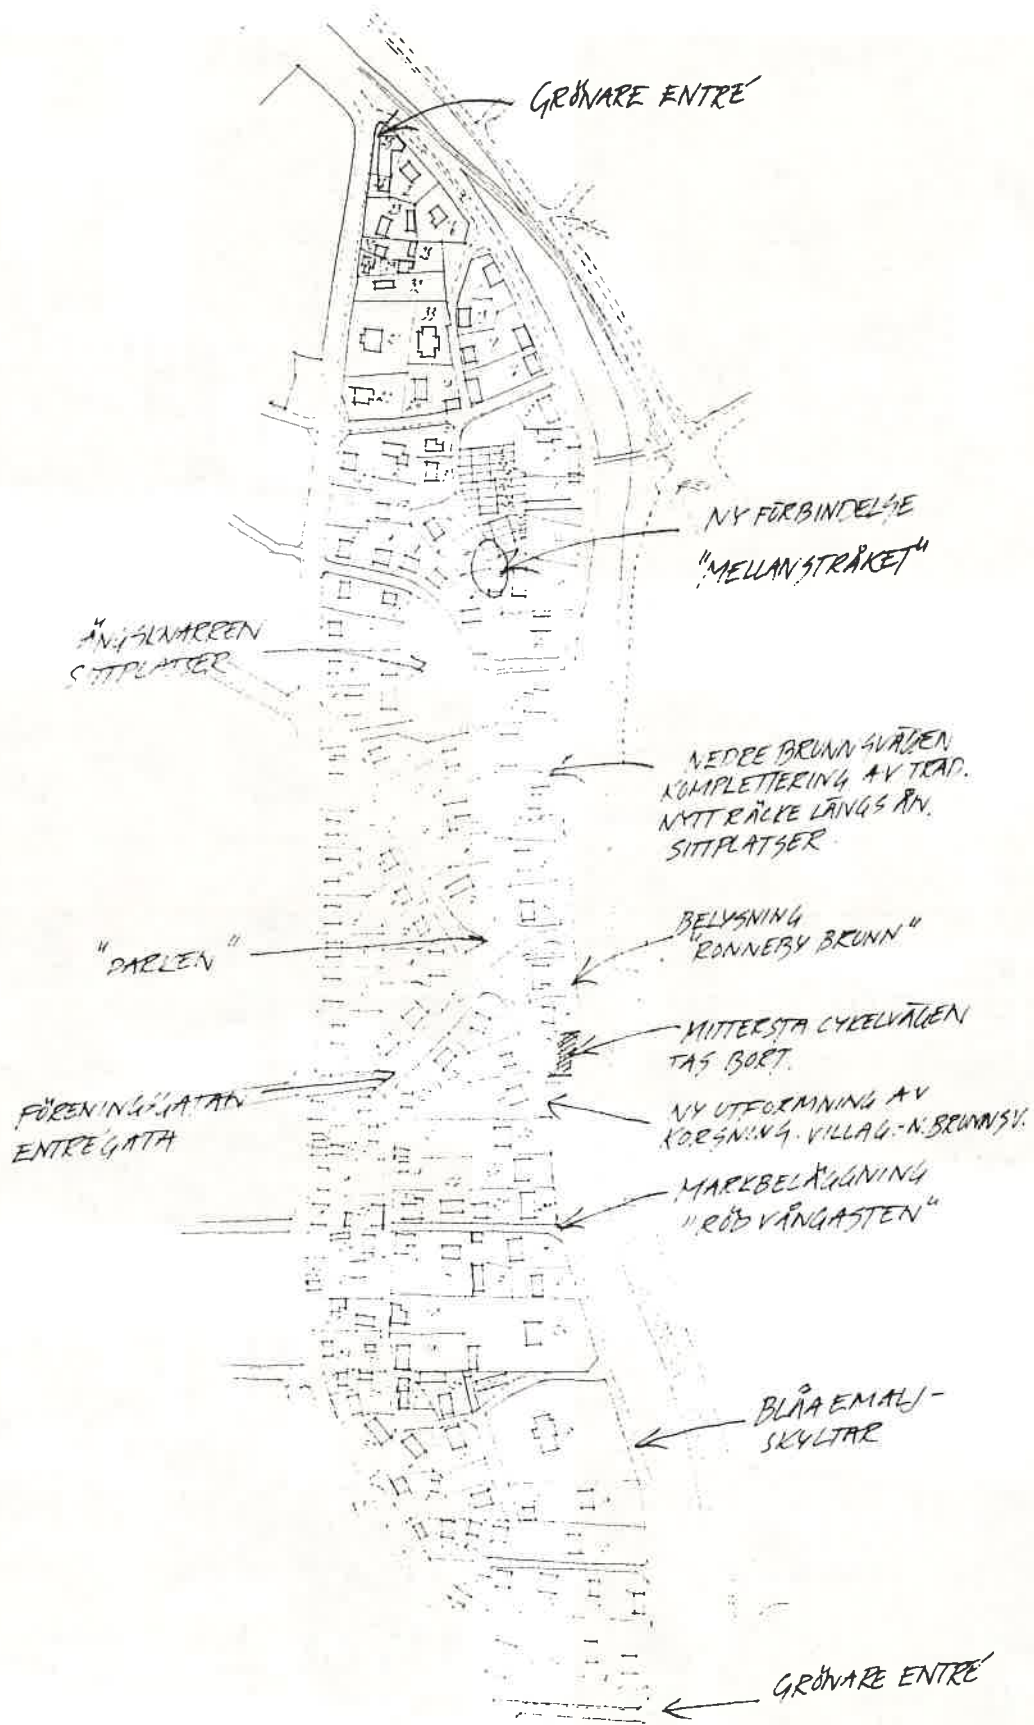 GRÖNARE ENTRÉ
33
NY FÖRBINDELSE
"MELLANSTRÅKET"
ÄNGSKNARREN
SITTPLATSER
NEDRE BRUNNSVÄGEN
KOMPLETTERING AV TRÄD.
NYTT RÄCKE LÄNGS ÅN.
SITTPLATSER
BELYSNING
"RONNEBY BRUNN"
"PARLEN"
MITTERSTA CYKELVÄGEN
TAS BORT.
FÖRENINGSGATAN
ENTRÉGATA
NY UTFORMNING AV
KORSNING. VILLAG.-N.BRUNNSV.
MARKBELÄGGNING
"RÖD VÅNGASTEN"
BLÅA EMALJ-
SKYLTAR
GRÖNARE ENTRÉ